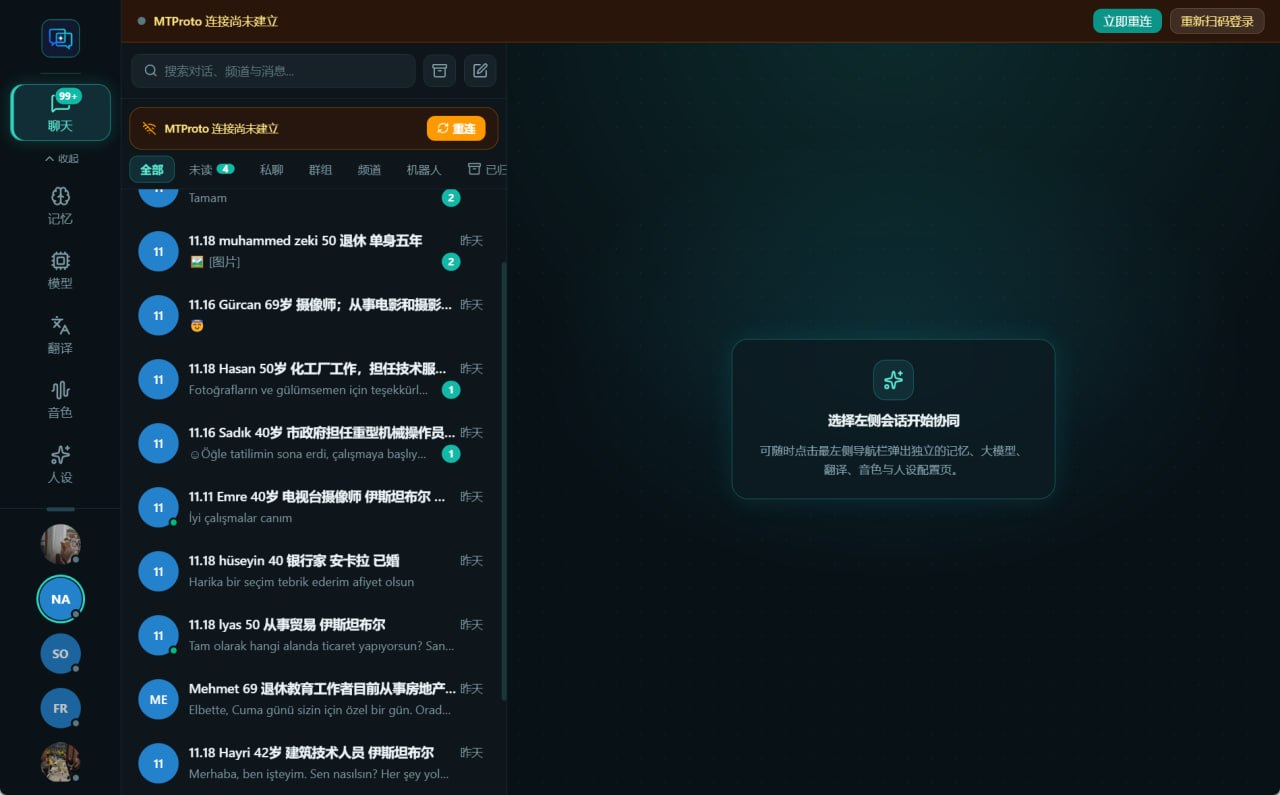 MTProto 连接尚未建立
立即重连
重新扫码登录
99+
聊天
收起
记忆
模型
翻译
音色
人设
NA
SO
FR
搜索对话、频道与消息...
MTProto 连接尚未建立
重连
全部
未读 4
私聊
群组
频道
机器人
已归
11
Tamam
2
11
11.18 muhammed zeki 50 退休 单身五年
昨天
[图片]
2
11
11.16 Gürcan 69岁 摄像师；从事电影和摄影...
昨天
😇
11
11.18 Hasan 50岁 化工厂工作，担任技术服...
昨天
Fotoğrafların ve gülümsemen için teşekkürl...
1
11
11.16 Sadık 40岁 市政府担任重型机械操作员...
昨天
☺Öğle tatilimin sona erdi, çalışmaya başlıy...
1
11
11.11 Emre 40岁 电视台摄像师 伊斯坦布尔 ...
昨天
İyi çalışmalar canım
11
11.18 hüseyin 40 银行家 安卡拉 已婚
昨天
Harika bir seçim tebrik ederim afiyet olsun
11
11.18 lyas 50 从事贸易 伊斯坦布尔
昨天
Tam olarak hangi alanda ticaret yapıyorsun? San...
ME
Mehmet 69 退休教育工作者目前从事房地产...
昨天
Elbette, Cuma günü sizin için özel bir gün. Orad...
11
11.18 Hayri 42岁 建筑技术人员 伊斯坦布尔
昨天
Merhaba, ben işteyim. Sen nasılsın? Her şey yol...
选择左侧会话开始协同
可随时点击最左侧导航栏弹出独立的记忆、大模型、
翻译、音色与人设配置页。